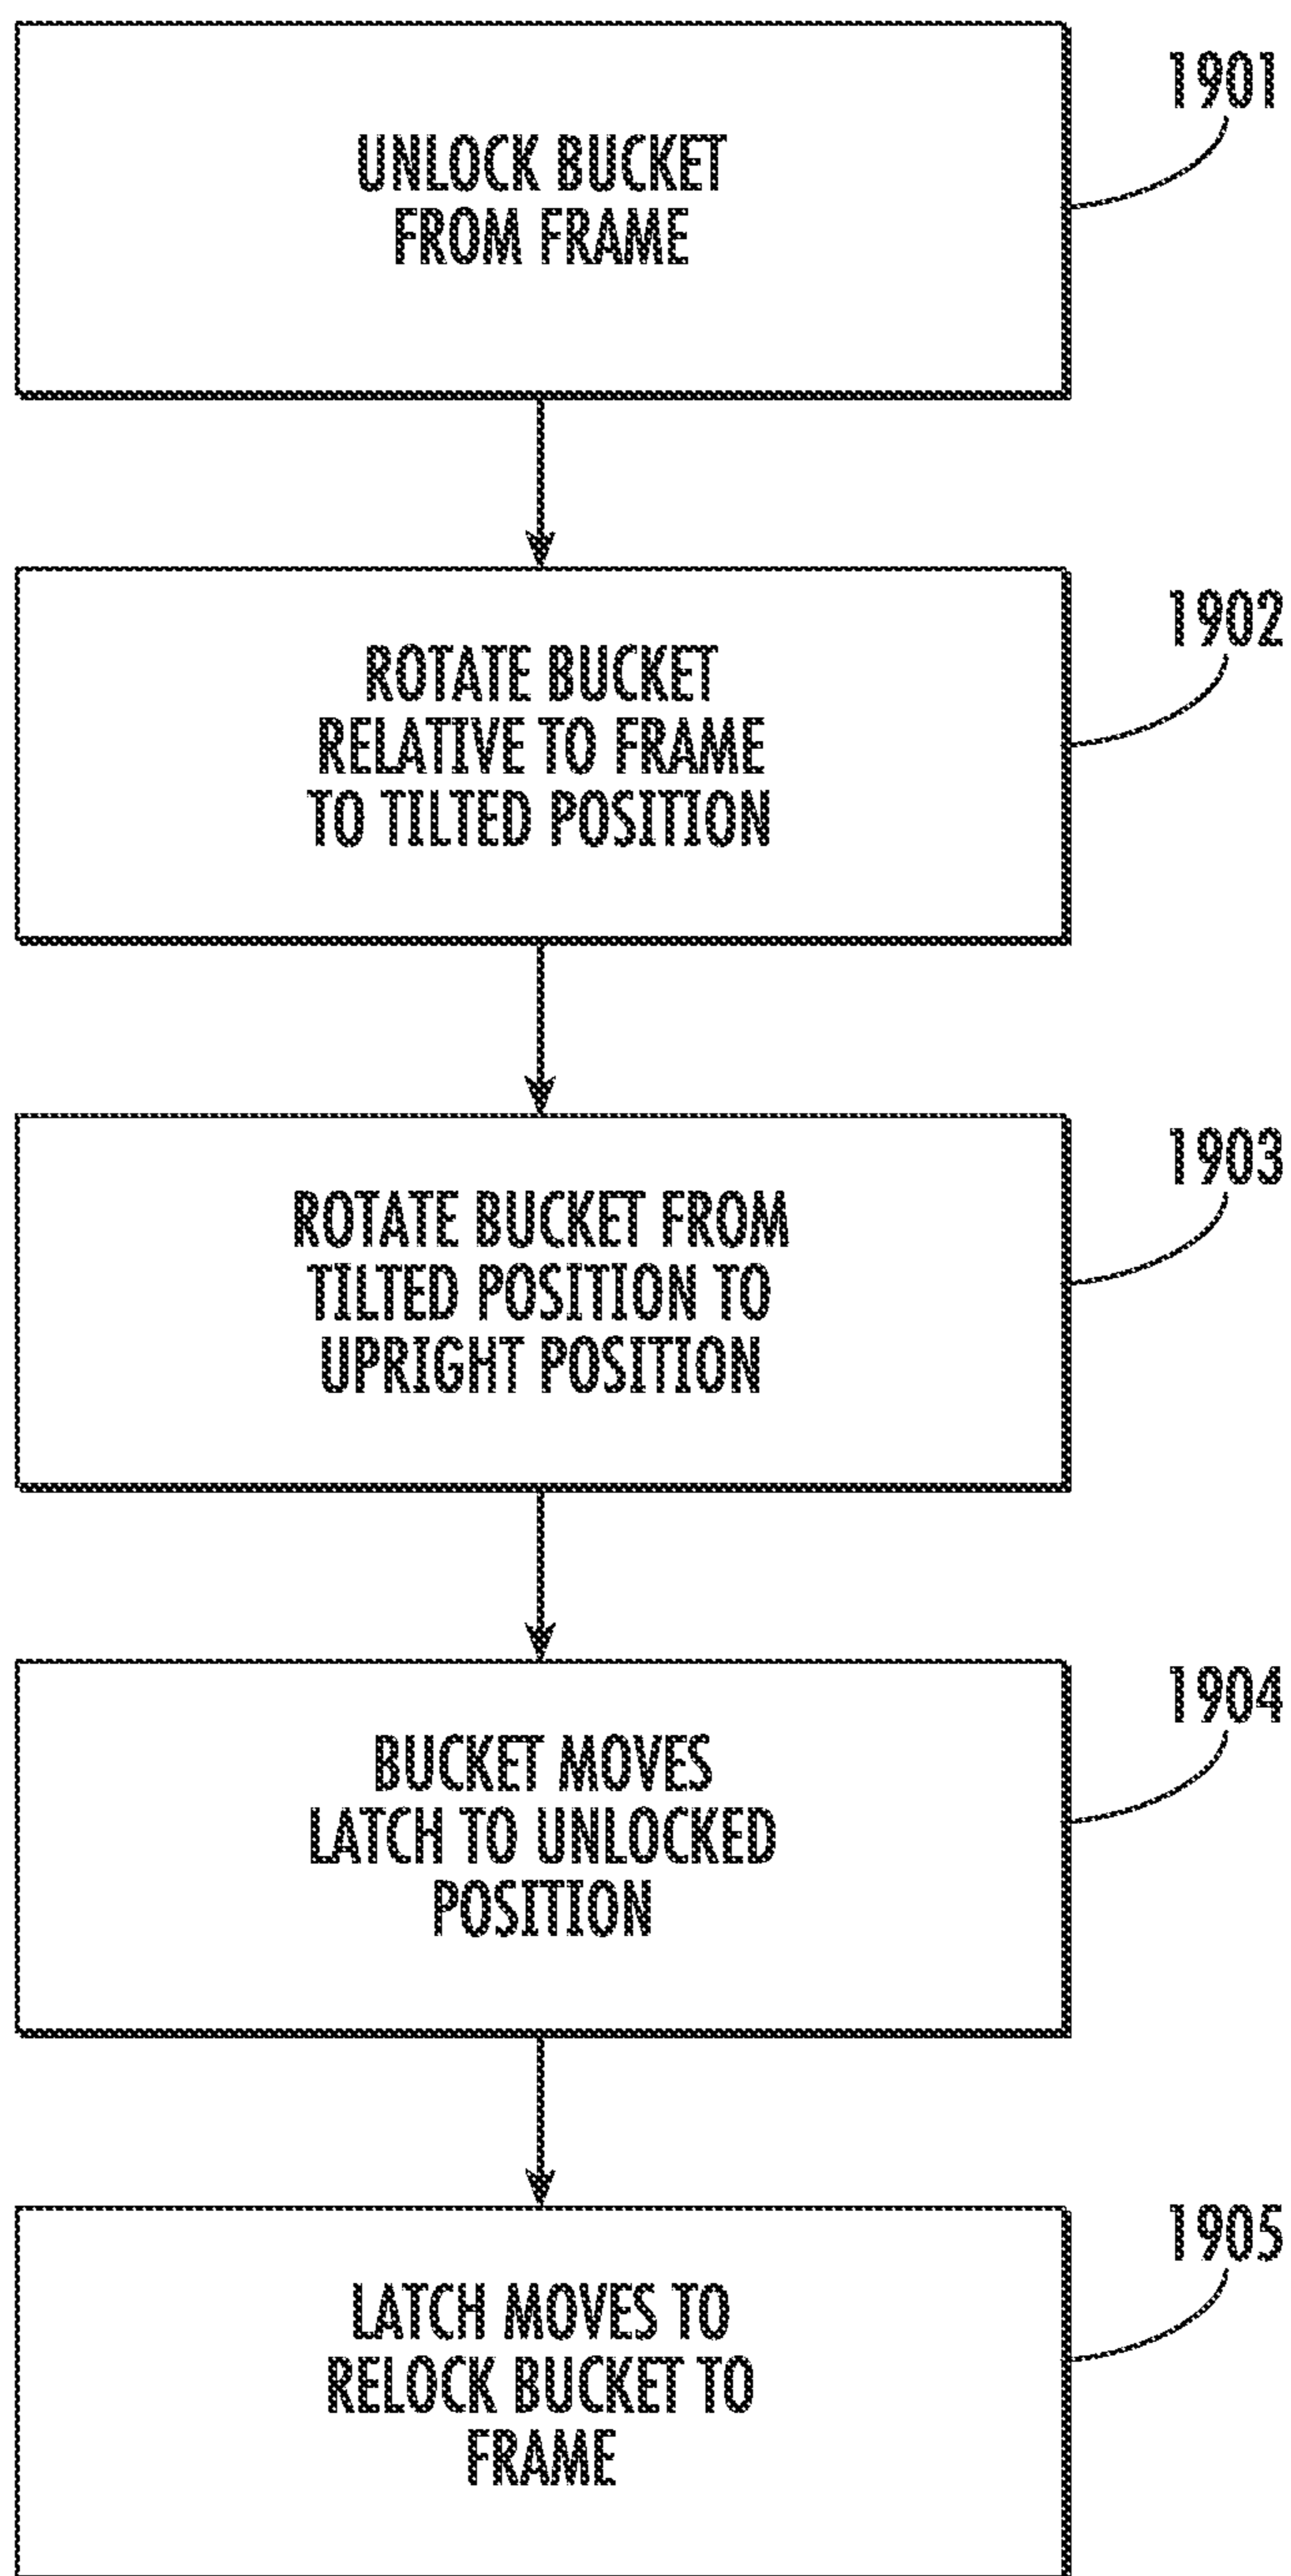 UNLOCK BUCKET
FROM FRAME
1901
ROTATE BUCKET
RELATIVE TO FRAME
TO TILTED POSITION
1902
ROTATE BUCKET FROM
TILTED POSITION TO
UPRIGHT POSITION
1903
BUCKET MOVES
LATCH TO UNLOCKED
POSITION
1904
LATCH MOVES TO
RELOCK BUCKET TO
FRAME
1905